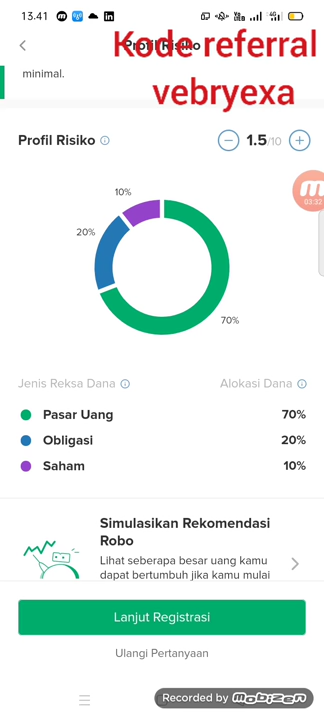 13.41
Kode referral
Profil Risiko
vebryexa
minimal.
Profil Risiko
1.5/10
03:32
10%
20%
70%
Jenis Reksa Dana
Alokasi Dana
Pasar Uang
70%
Obligasi
20%
Saham
10%
Simulasikan Rekomendasi
Robo
Lihat seberapa besar uang kamu
dapat bertumbuh jika kamu mulai
Lanjut Registrasi
Ulangi Pertanyaan
Recorded by mobizen